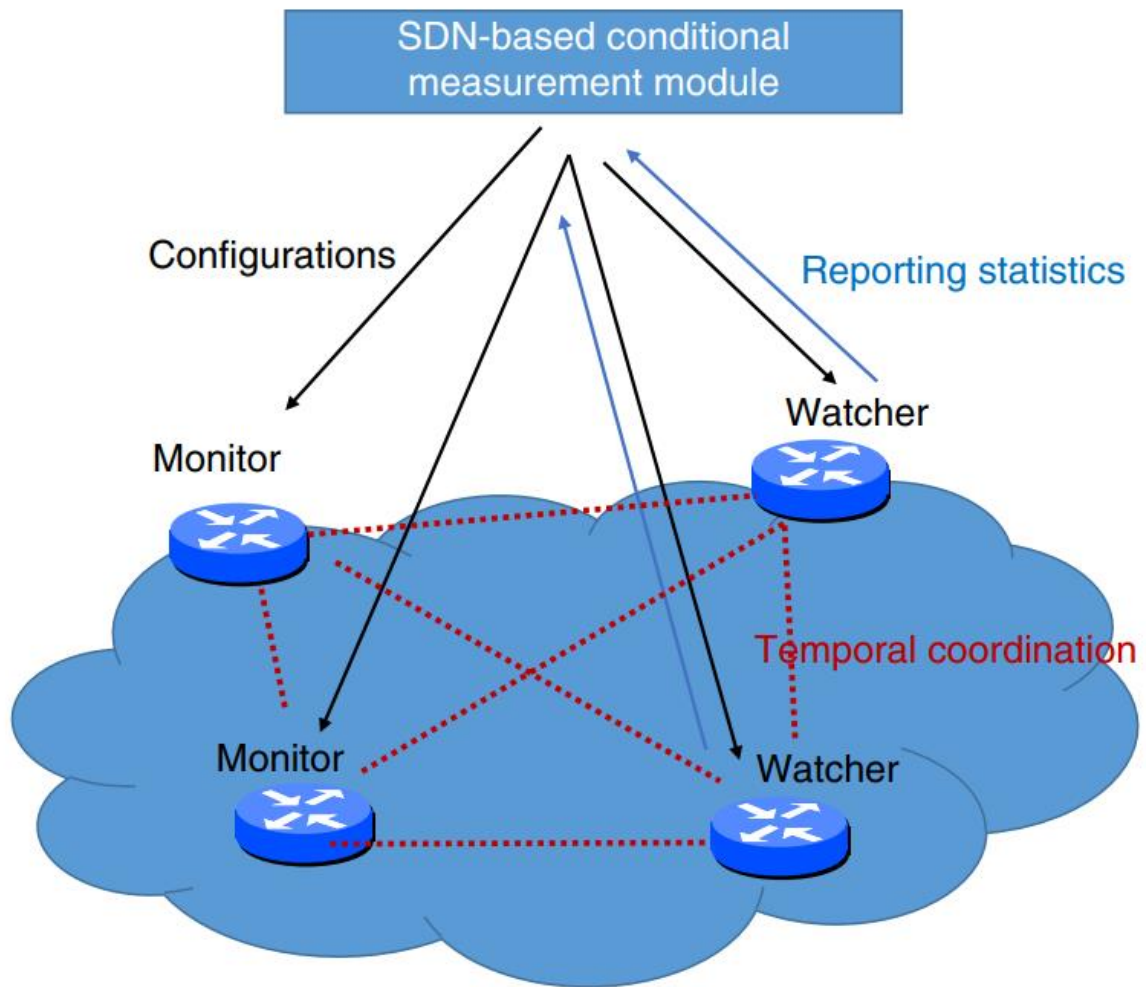 SDN-based conditional
measurement module
Configurations
Reporting statistics
Watcher
Monitor
Temporal coordination
Monitor
Watcher